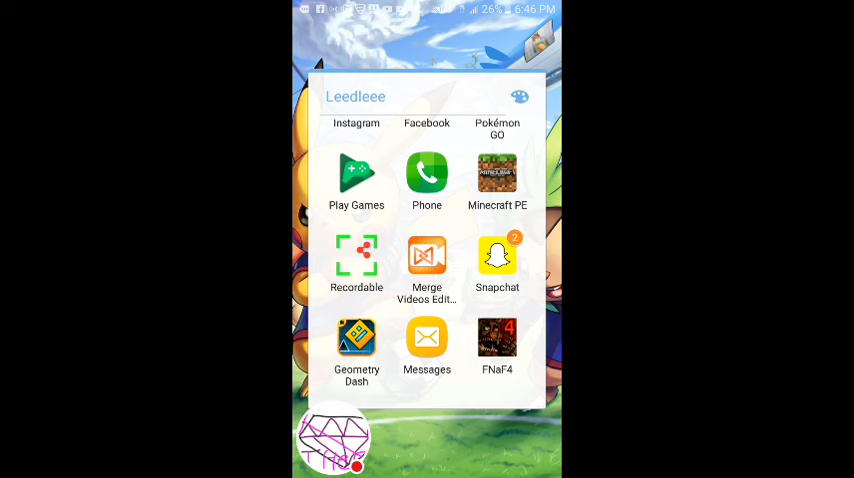 26% 6:46 PM
Leedleee
Instagram Facebook Pokémon
GO
Play Games Phone Minecraft PE
2
Recordable Merge Snapchat
Videos Edit...
4
Geometry Messages FNaF4
Dash